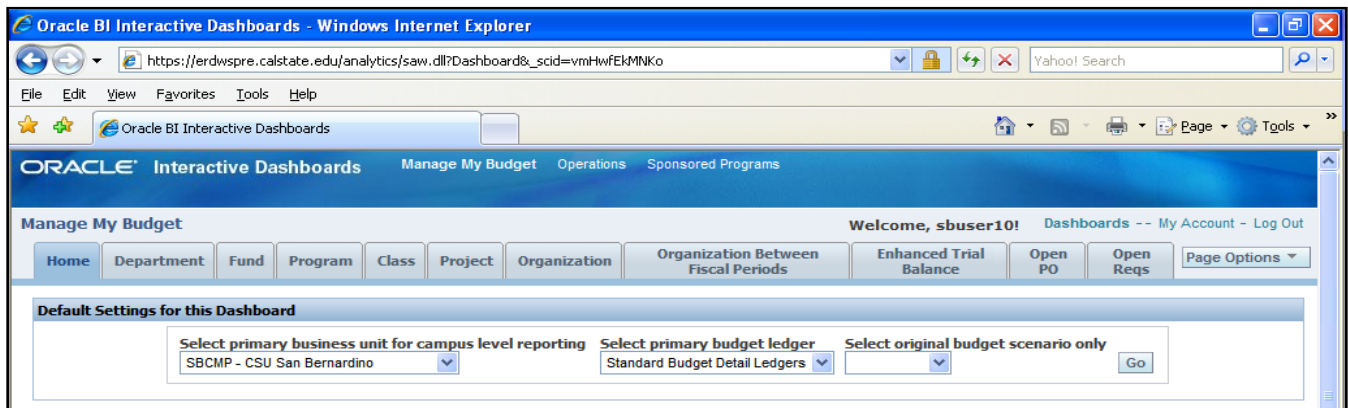 Oracle BI Interactive Dashboards - Windows Internet Explorer
https://erdwspre.calstate.edu/analytics/saw.dll?Dashboard&_scid=vmHwfEkMNKo
Yahoo! Search
File Edit View Favorites Tools Help
Oracle BI Interactive Dashboards
Page Tools »
ORACLE Interactive Dashboards Manage My Budget Operations Sponsored Programs
Manage My Budget Welcome, sbuser10! Dashboards -- My Account - Log Out
Home Department Fund Program Class Project Organization Organization Between Fiscal Periods Enhanced Trial Balance Open PO Open Reqs Page Options
Default Settings for this Dashboard
Select primary business unit for campus level reporting Select primary budget ledger Select original budget scenario only
SBCMP - CSU San Bernardino Standard Budget Detail Ledgers Go